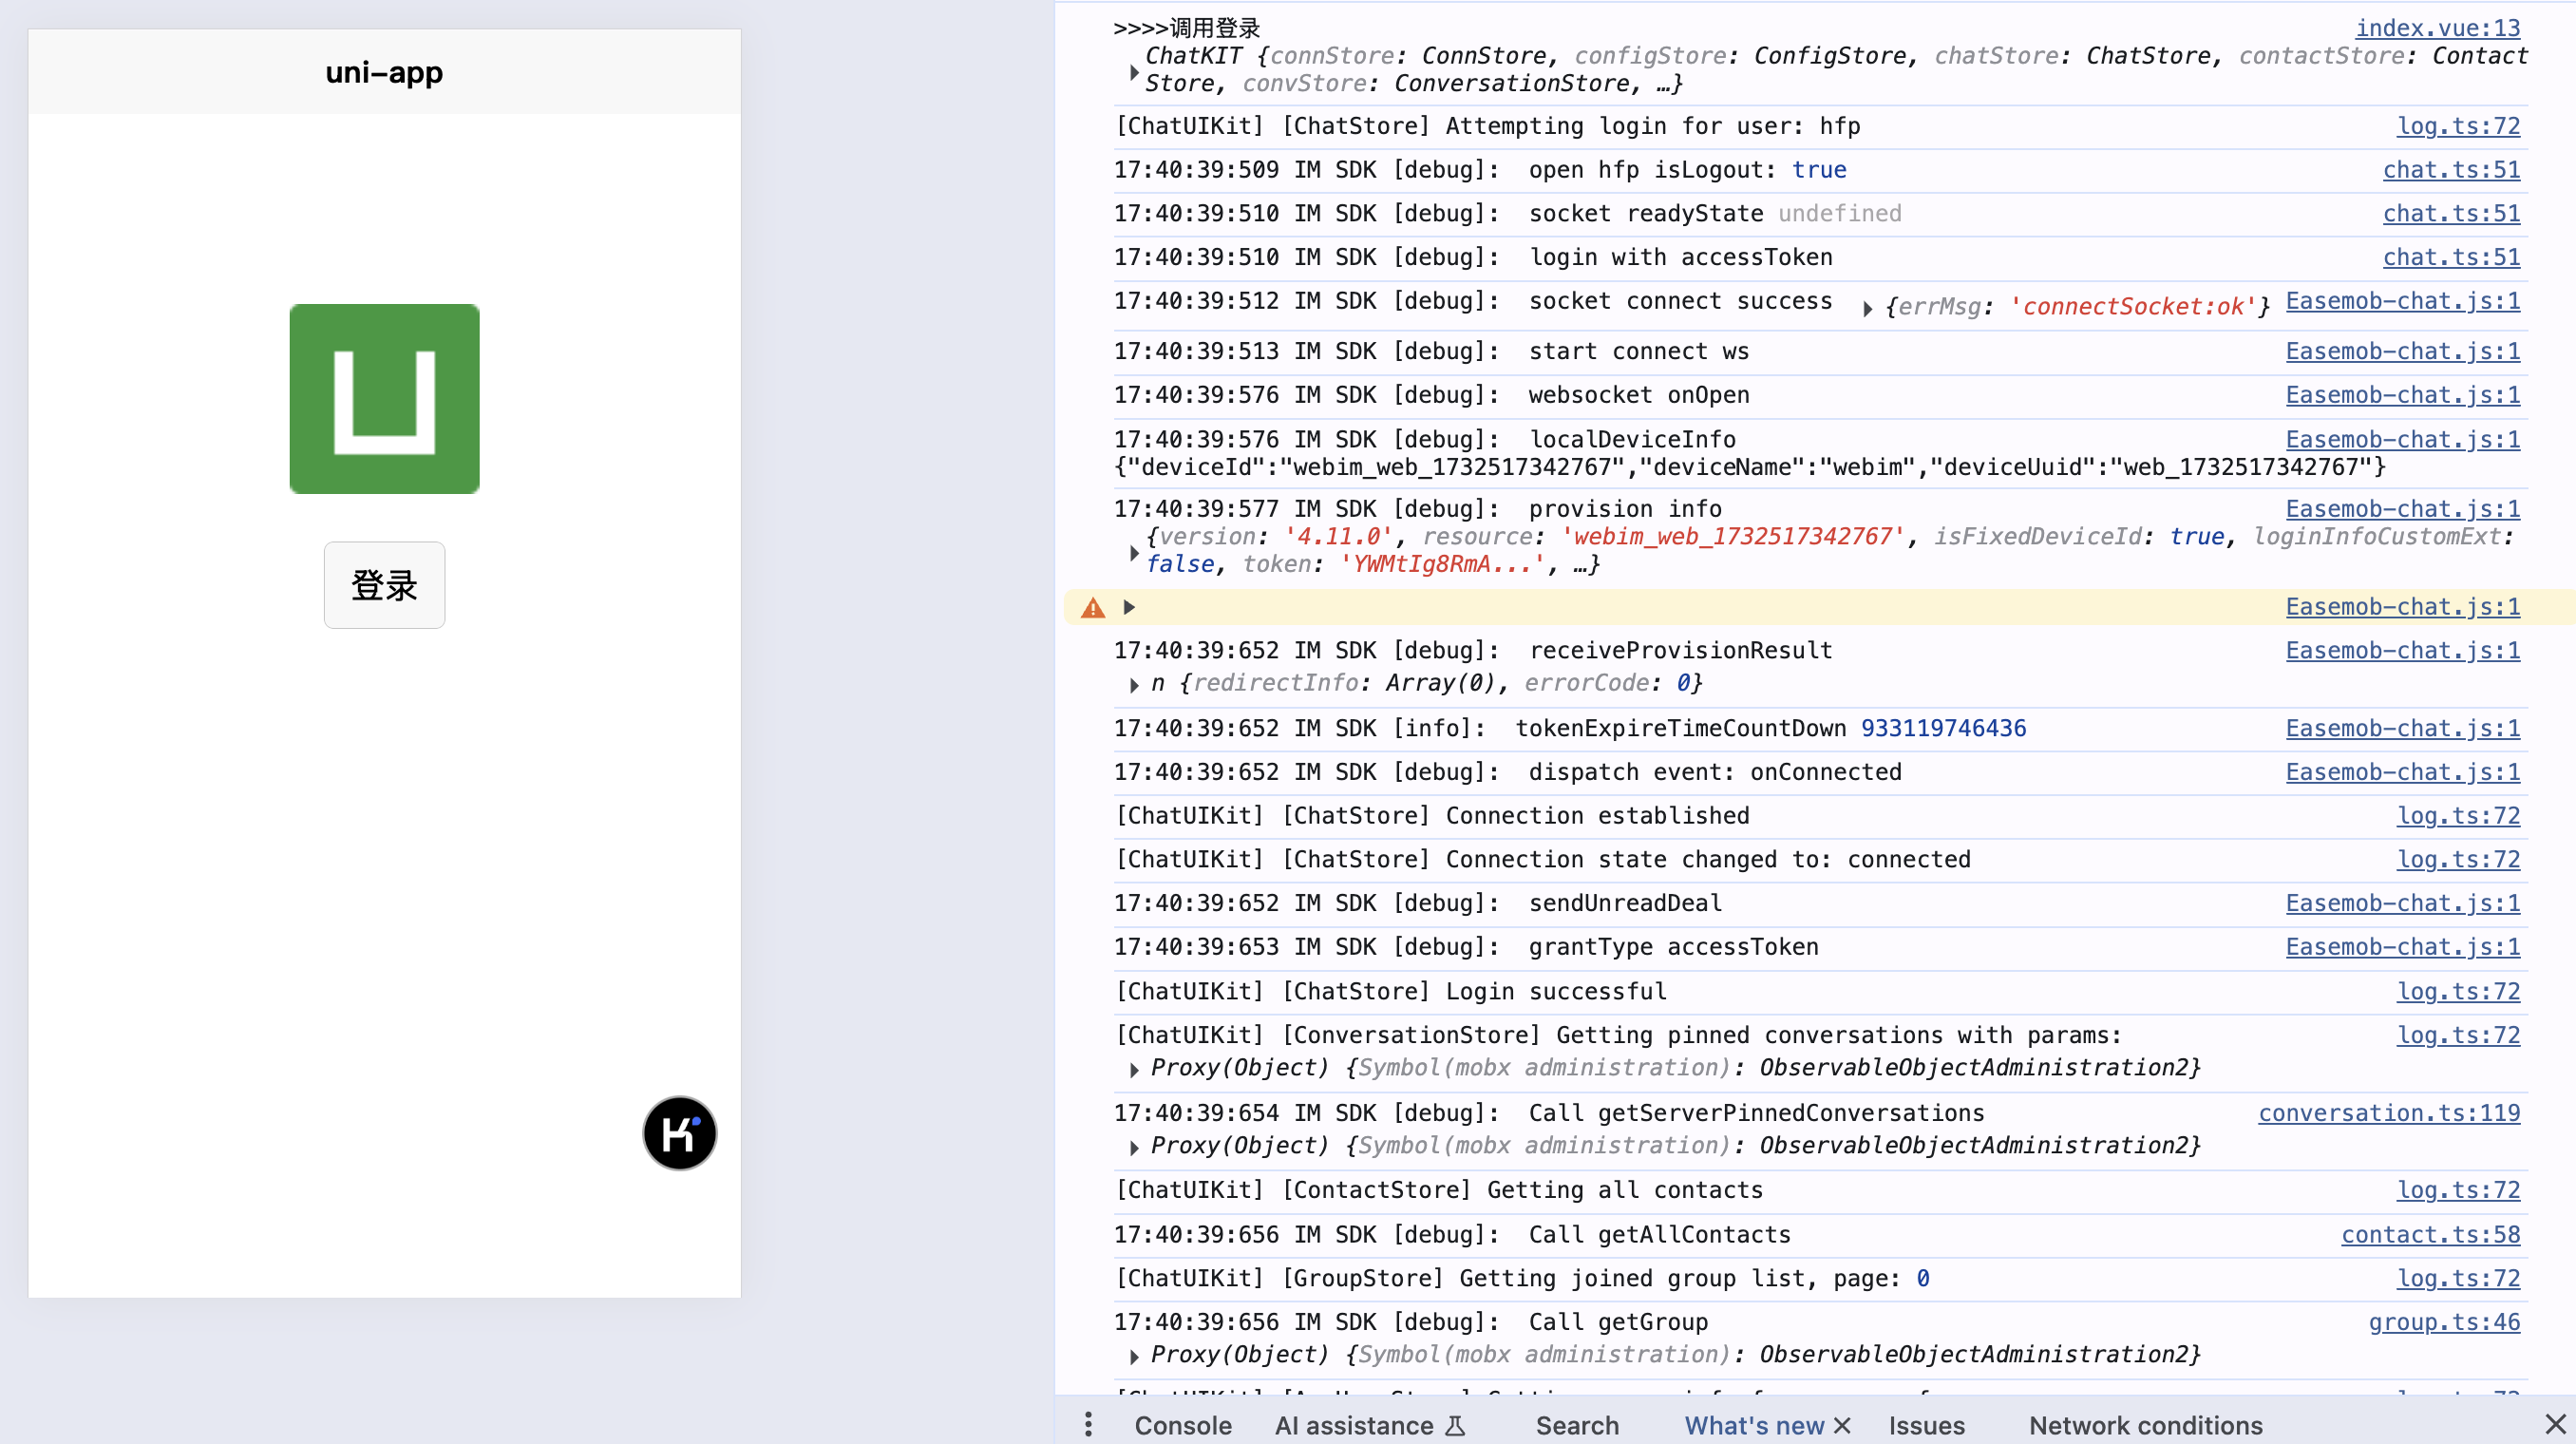 uni-app
登录
>>>>调用登录 index.vue:13
ChatKIT {connStore: ConnStore, configStore: ConfigStore, chatStore: ChatStore, contactStore: Contact
Store, convStore: ConversationStore, …}
[ChatUIKit] [ChatStore] Attempting login for user: hfp log.ts:72
17:40:39:509 IM SDK [debug]: open hfp isLogout: true chat.ts:51
17:40:39:510 IM SDK [debug]: socket readyState undefined chat.ts:51
17:40:39:510 IM SDK [debug]: login with accessToken chat.ts:51
17:40:39:512 IM SDK [debug]: socket connect success {errMsg: 'connectSocket:ok'} Easemob-chat.js:1
17:40:39:513 IM SDK [debug]: start connect ws Easemob-chat.js:1
17:40:39:576 IM SDK [debug]: websocket onOpen Easemob-chat.js:1
17:40:39:576 IM SDK [debug]: localDeviceInfo Easemob-chat.js:1
{"deviceId":"webim_web_1732517342767","deviceName":"webim","deviceUuid":"web_1732517342767"}
17:40:39:577 IM SDK [debug]: provision info Easemob-chat.js:1
{version: '4.11.0', resource: 'webim_web_1732517342767', isFixedDeviceId: true, loginInfoCustomExt:
false, token: 'YWMtIg8RmA...', …}
Easemob-chat.js:1
17:40:39:652 IM SDK [debug]: receiveProvisionResult Easemob-chat.js:1
n {redirectInfo: Array(0), errorCode: 0}
17:40:39:652 IM SDK [info]: tokenExpireTimeCountDown 933119746436 Easemob-chat.js:1
17:40:39:652 IM SDK [debug]: dispatch event: onConnected Easemob-chat.js:1
[ChatUIKit] [ChatStore] Connection established log.ts:72
[ChatUIKit] [ChatStore] Connection state changed to: connected log.ts:72
17:40:39:652 IM SDK [debug]: sendUnreadDeal Easemob-chat.js:1
17:40:39:653 IM SDK [debug]: grantType accessToken Easemob-chat.js:1
[ChatUIKit] [ChatStore] Login successful log.ts:72
[ChatUIKit] [ConversationStore] Getting pinned conversations with params: log.ts:72
Proxy(Object) {Symbol(mobx administration): ObservableObjectAdministration2}
17:40:39:654 IM SDK [debug]: Call getServerPinnedConversations conversation.ts:119
Proxy(Object) {Symbol(mobx administration): ObservableObjectAdministration2}
[ChatUIKit] [ContactStore] Getting all contacts log.ts:72
17:40:39:656 IM SDK [debug]: Call getAllContacts contact.ts:58
[ChatUIKit] [GroupStore] Getting joined group list, page: 0 log.ts:72
17:40:39:656 IM SDK [debug]: Call getGroup group.ts:46
Proxy(Object) {Symbol(mobx administration): ObservableObjectAdministration2}
Console AI assistance Search What's new Issues Network conditions